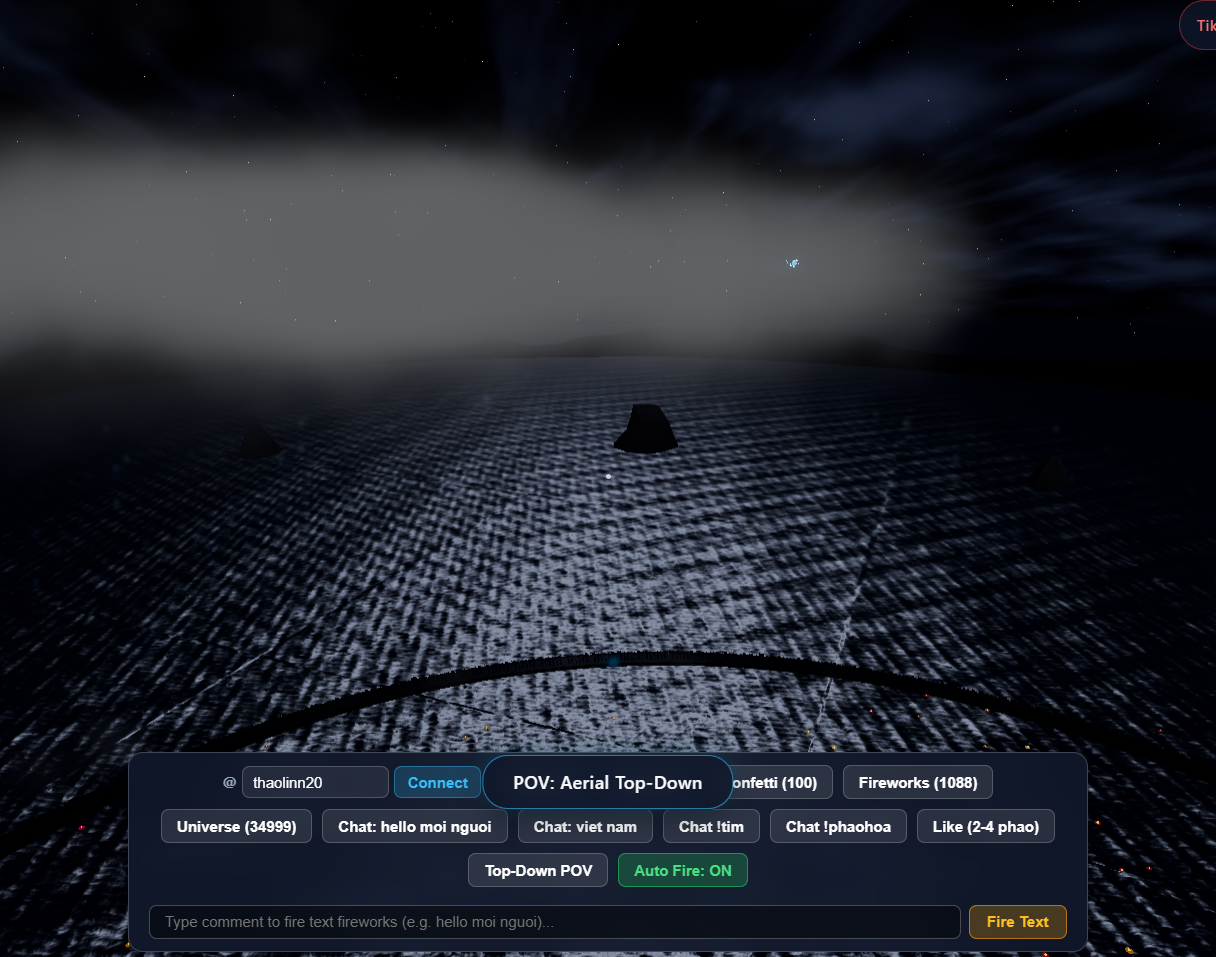 Tik
@ thaolinn20 Connect POV: Aerial Top-Down onfetti (100) Fireworks (1088)
Universe (34999) Chat: hello moi nguoi Chat: viet nam Chat !tim Chat !phaohoa Like (2-4 phao)
Top-Down POV Auto Fire: ON
Type comment to fire text fireworks (e.g. hello moi nguoi)... Fire Text